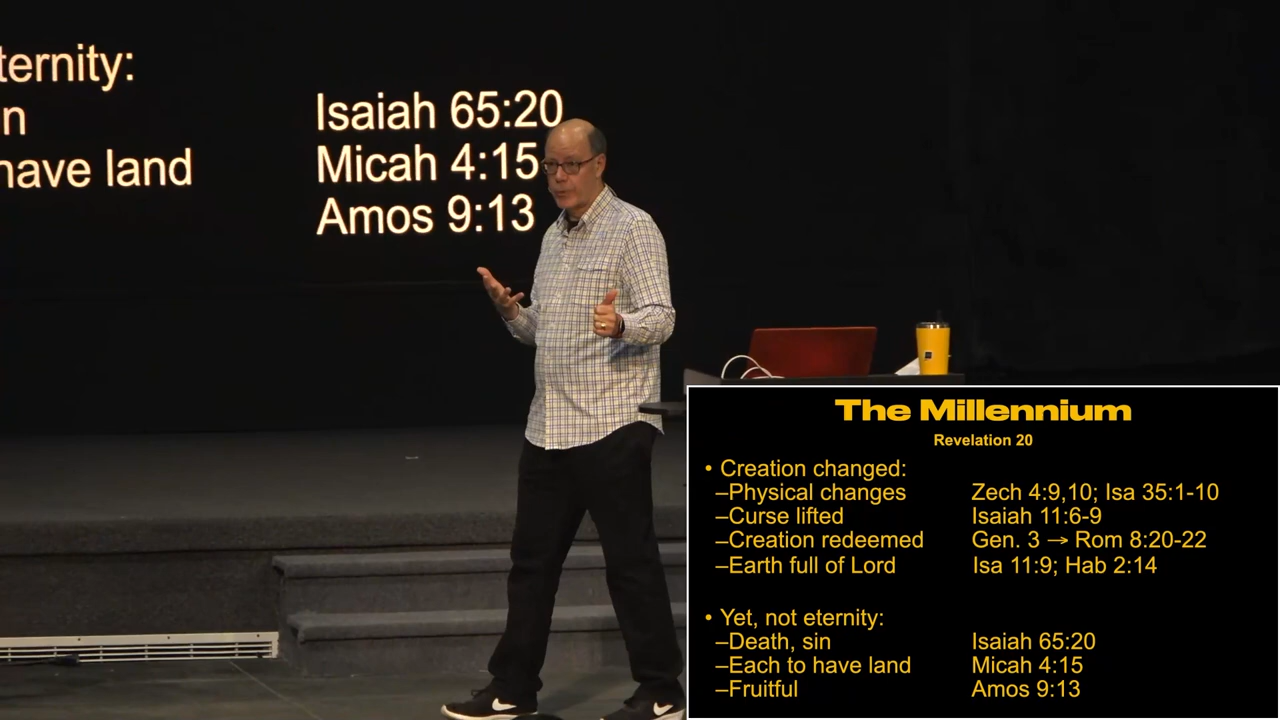 ternity:
n
Isaiah 65:20
have land
Micah 4:15
Amos 9:13
The Millennium
Revelation 20
• Creation changed:
–Physical changes Zech 4:9,10; Isa 35:1-10
–Curse lifted Isaiah 11:6-9
–Creation redeemed Gen. 3 → Rom 8:20-22
–Earth full of Lord Isa 11:9; Hab 2:14
• Yet, not eternity:
–Death, sin Isaiah 65:20
–Each to have land Micah 4:15
–Fruitful Amos 9:13